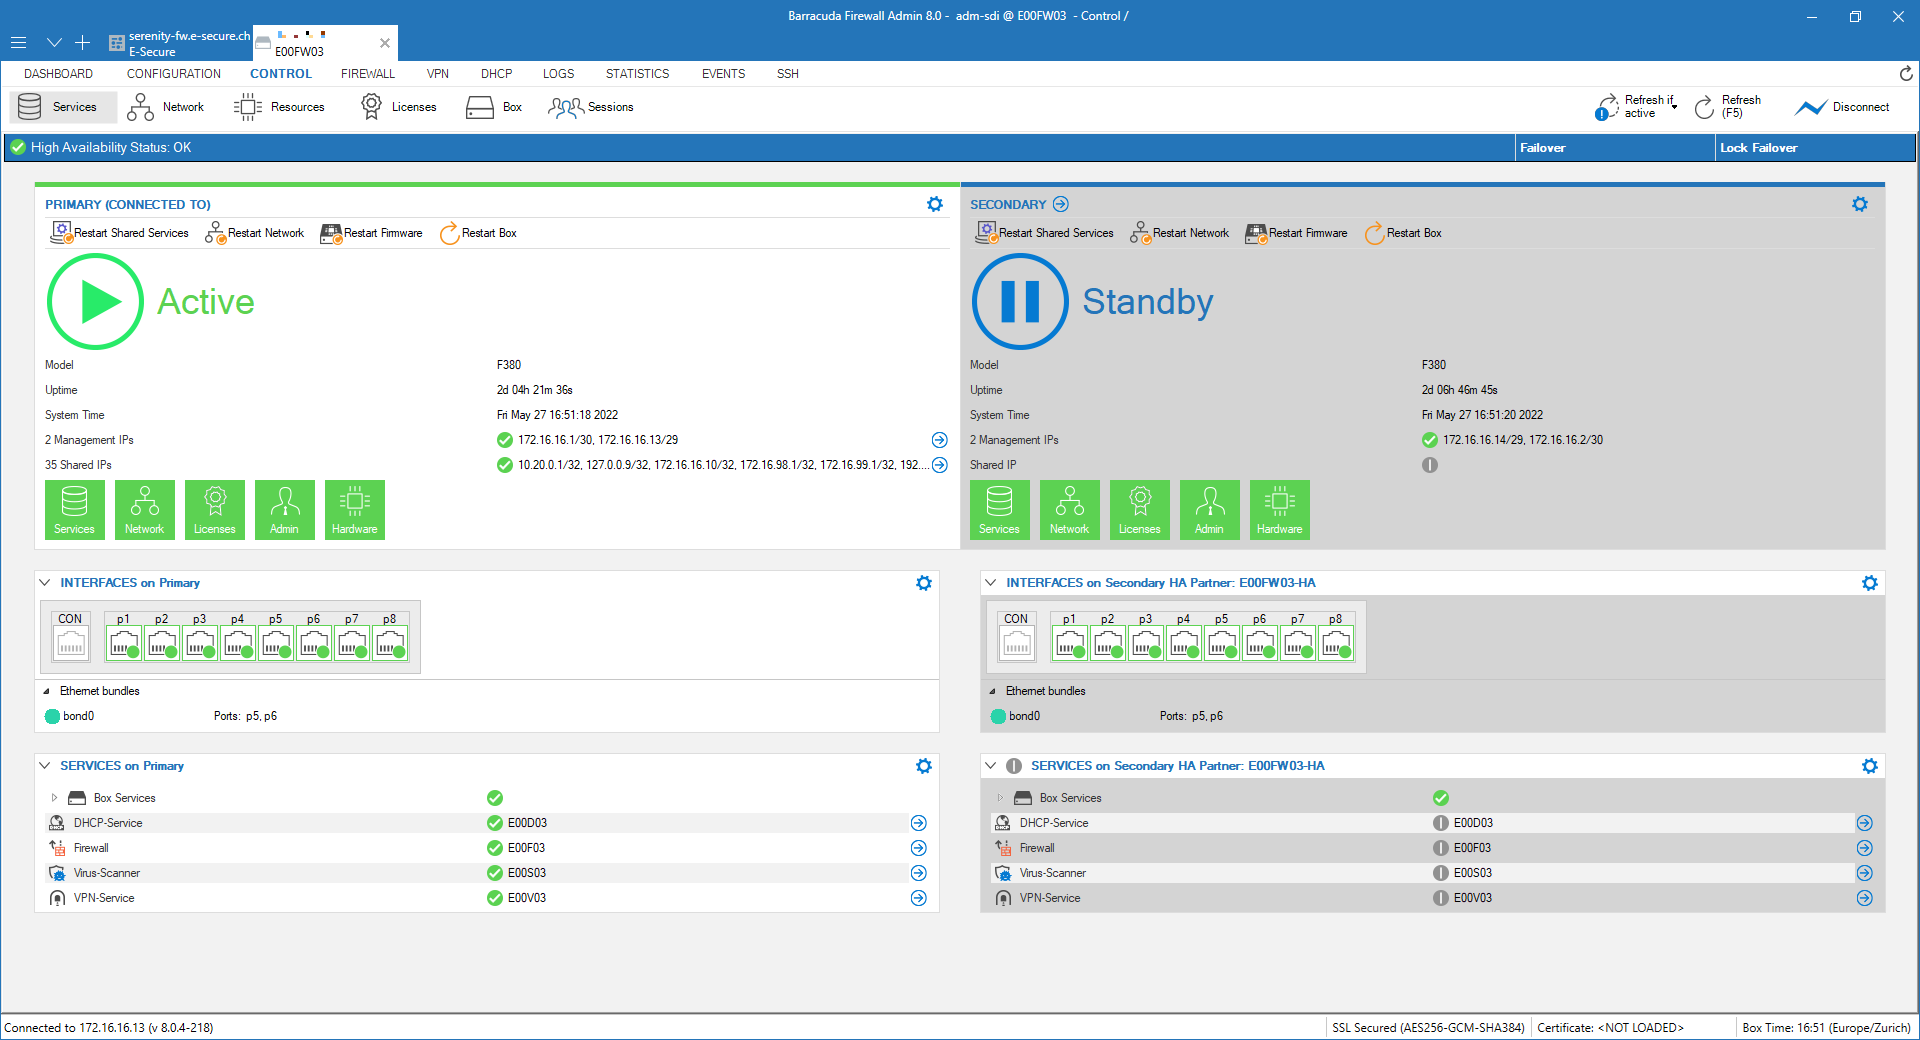 Barracuda Firewall Admin 8.0 - adm-sdi @ E00FW03 - Control /
serenity-fw.e-secure.ch
E-Secure
E00FW03
DASHBOARD CONFIGURATION CONTROL FIREWALL VPN DHCP LOGS STATISTICS EVENTS SSH
Services Network Resources Licenses Box Sessions
Refresh if active
Refresh (F5)
Disconnect
High Availability Status: OK
Failover
Lock Failover
PRIMARY (CONNECTED TO)
Restart Shared Services Restart Network Restart Firmware Restart Box
Active
Model F380
Uptime 2d 04h 21m 36s
System Time Fri May 27 16:51:18 2022
2 Management IPs 172.16.16.1/30, 172.16.16.13/29
35 Shared IPs 10.20.0.1/32, 127.0.0.9/32, 172.16.16.10/32, 172.16.98.1/32, 172.16.99.1/32, 192....
Services Network Licenses Admin Hardware
SECONDARY
Restart Shared Services Restart Network Restart Firmware Restart Box
Standby
Model F380
Uptime 2d 06h 46m 45s
System Time Fri May 27 16:51:20 2022
2 Management IPs 172.16.16.14/29, 172.16.16.2/30
Shared IP
Services Network Licenses Admin Hardware
INTERFACES on Primary
CON p1 p2 p3 p4 p5 p6 p7 p8
Ethernet bundles
bond0 Ports: p5, p6
INTERFACES on Secondary HA Partner: E00FW03-HA
CON p1 p2 p3 p4 p5 p6 p7 p8
Ethernet bundles
bond0 Ports: p5, p6
SERVICES on Primary
Box Services
DHCP-Service E00D03
Firewall E00F03
Virus-Scanner E00S03
VPN-Service E00V03
SERVICES on Secondary HA Partner: E00FW03-HA
Box Services
DHCP-Service E00D03
Firewall E00F03
Virus-Scanner E00S03
VPN-Service E00V03
Connected to 172.16.16.13 (v 8.0.4-218)
SSL Secured (AES256-GCM-SHA384)
Certificate: <NOT LOADED>
Box Time: 16:51 (Europe/Zurich)